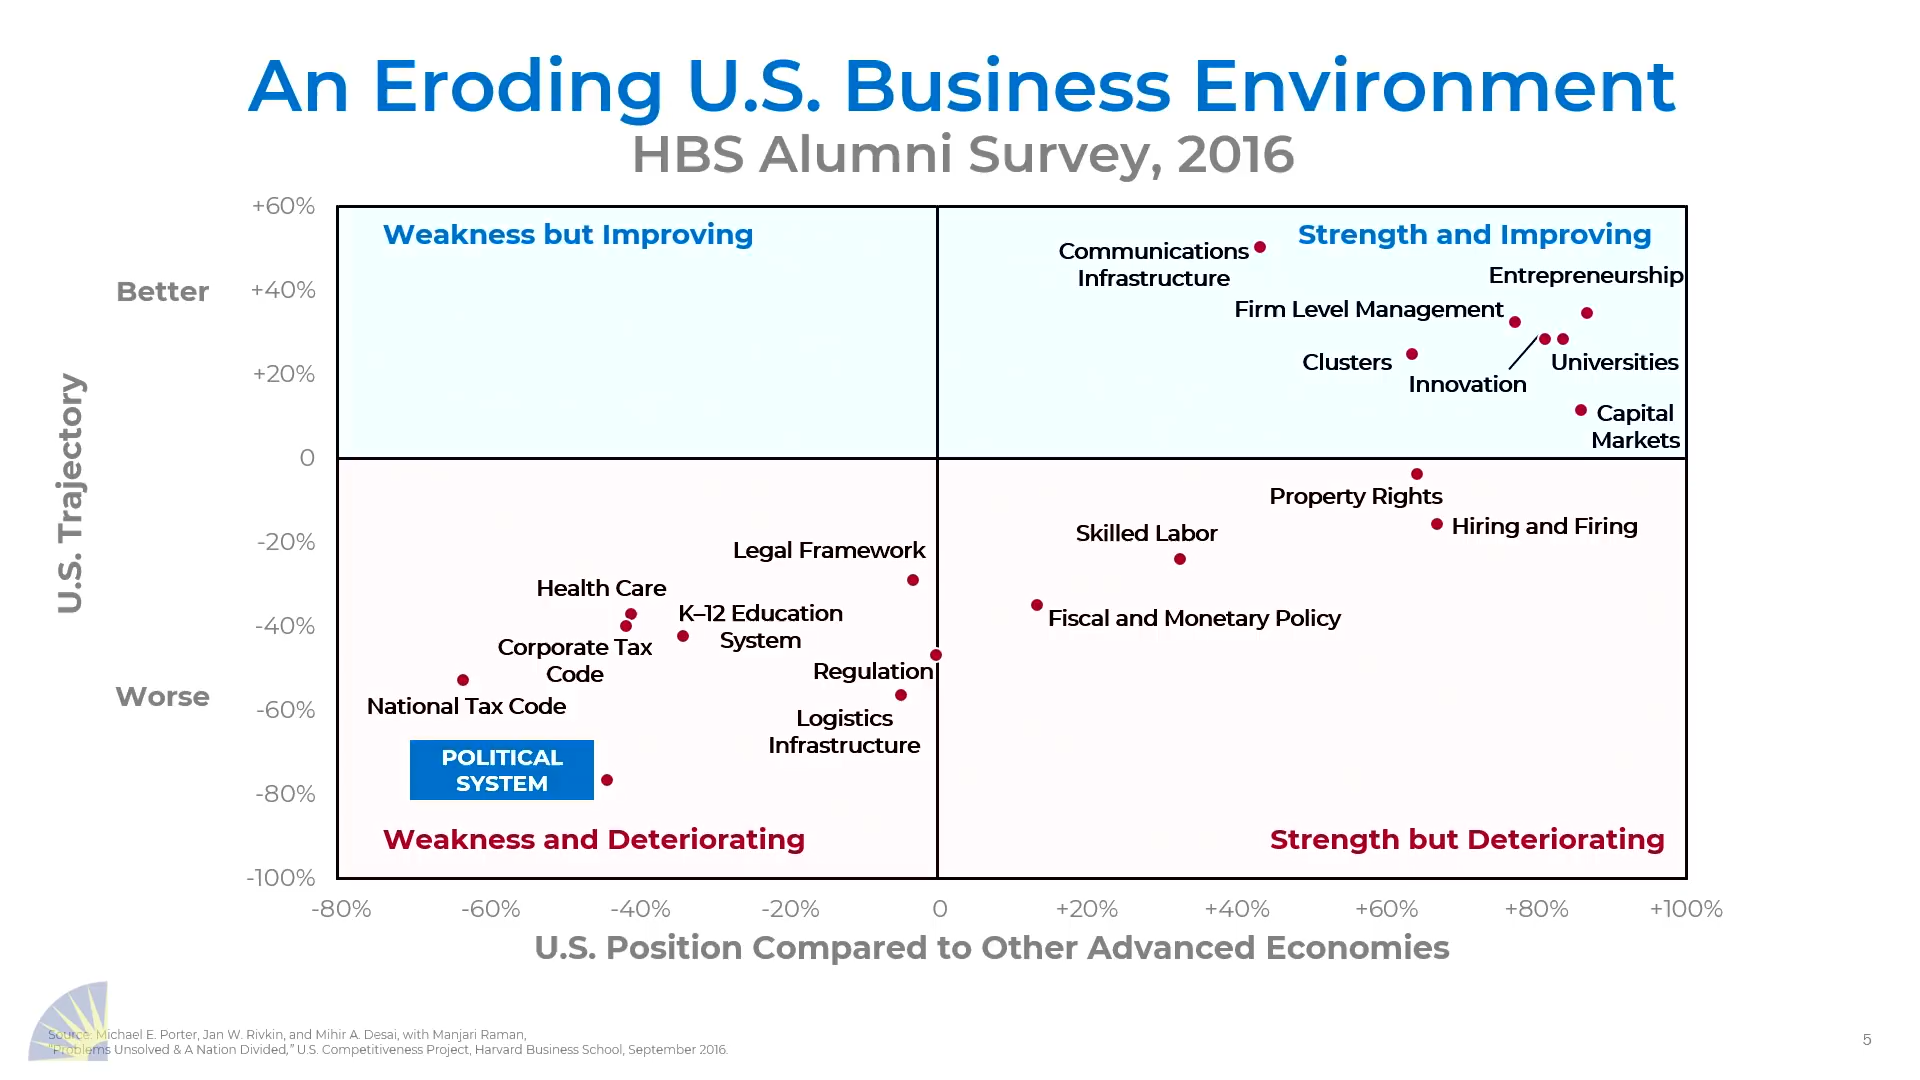 An Eroding U.S. Business Environment
HBS Alumni Survey, 2016
+60%
Weakness but Improving
Strength and Improving
Communications
Infrastructure
Entrepreneurship
Better
+40%
Firm Level Management
+20%
Clusters
Universities
Innovation
Capital
Markets
0
U.S. Trajectory
Property Rights
Hiring and Firing
Skilled Labor
-20%
Legal Framework
Health Care
K–12 Education
System
Fiscal and Monetary Policy
-40%
Corporate Tax
Code
Regulation
Worse
National Tax Code
-60%
Logistics
Infrastructure
POLITICAL
SYSTEM
-80%
Weakness and Deteriorating
Strength but Deteriorating
-100%
-80% -60% -40% -20% 0 +20% +40% +60% +80% +100%
U.S. Position Compared to Other Advanced Economies
Source: Michael E. Porter, Jan W. Rivkin, and Mihir A. Desai, with Manjari Raman,
"Problems Unsolved & A Nation Divided," U.S. Competitiveness Project, Harvard Business School, September 2016.
5